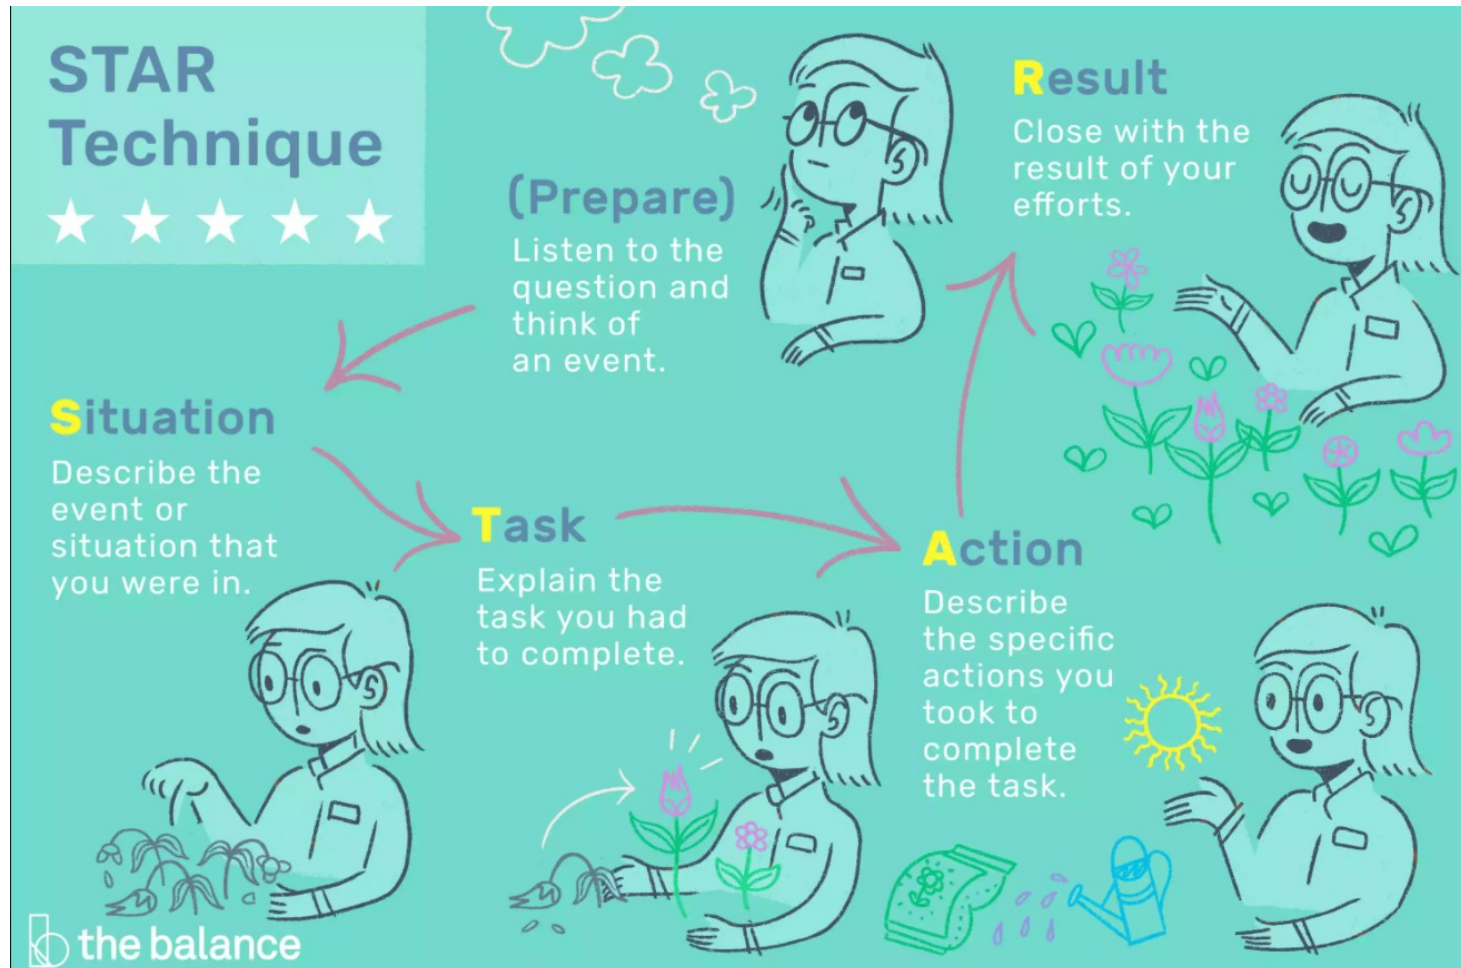 STAR
Technique
(Prepare)
Listen to the
question and
think of
an event.
Situation
Describe the
event or
situation that
you were in.
Task
Explain the
task you had
to complete.
Action
Describe
the specific
actions you
took to
complete
the task.
Result
Close with the
result of your
efforts.
b the balance